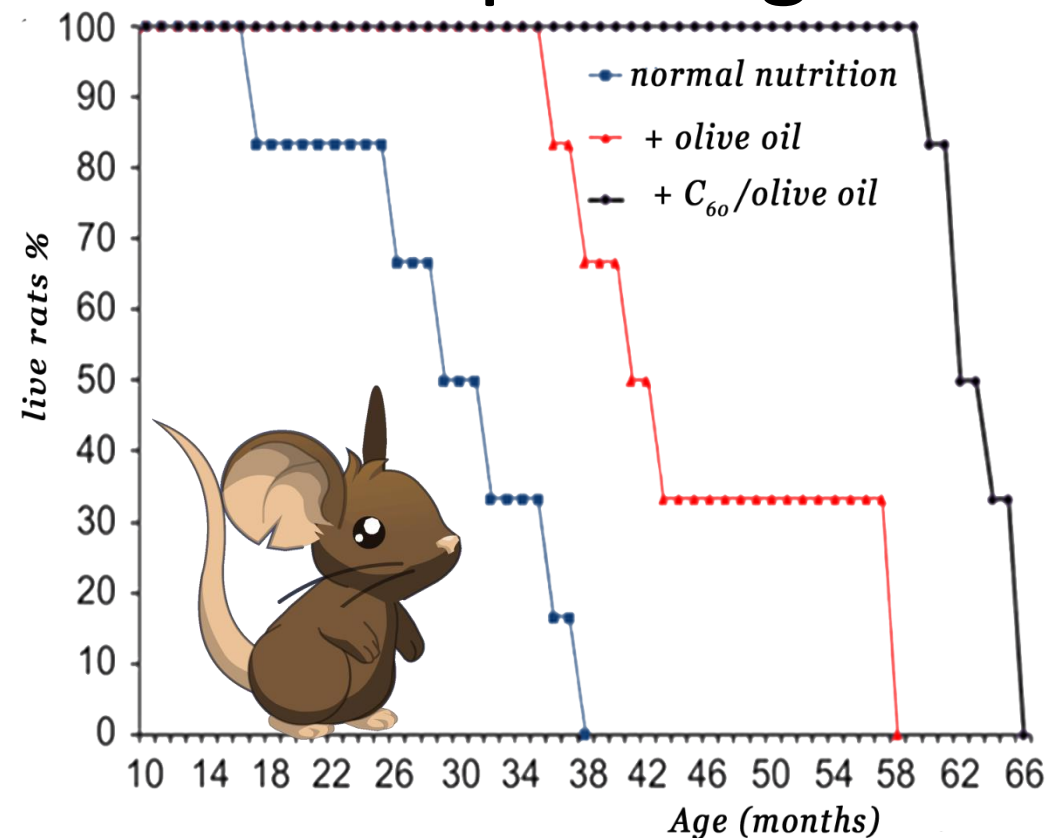 100
90
80
70
60
50
40
30
20
10
0
live rats %
normal nutrition
+ olive oil
+ C₆₀/olive oil
10 14 18 22 26 30 34 38 42 46 50 54 58 62 66
Age (months)